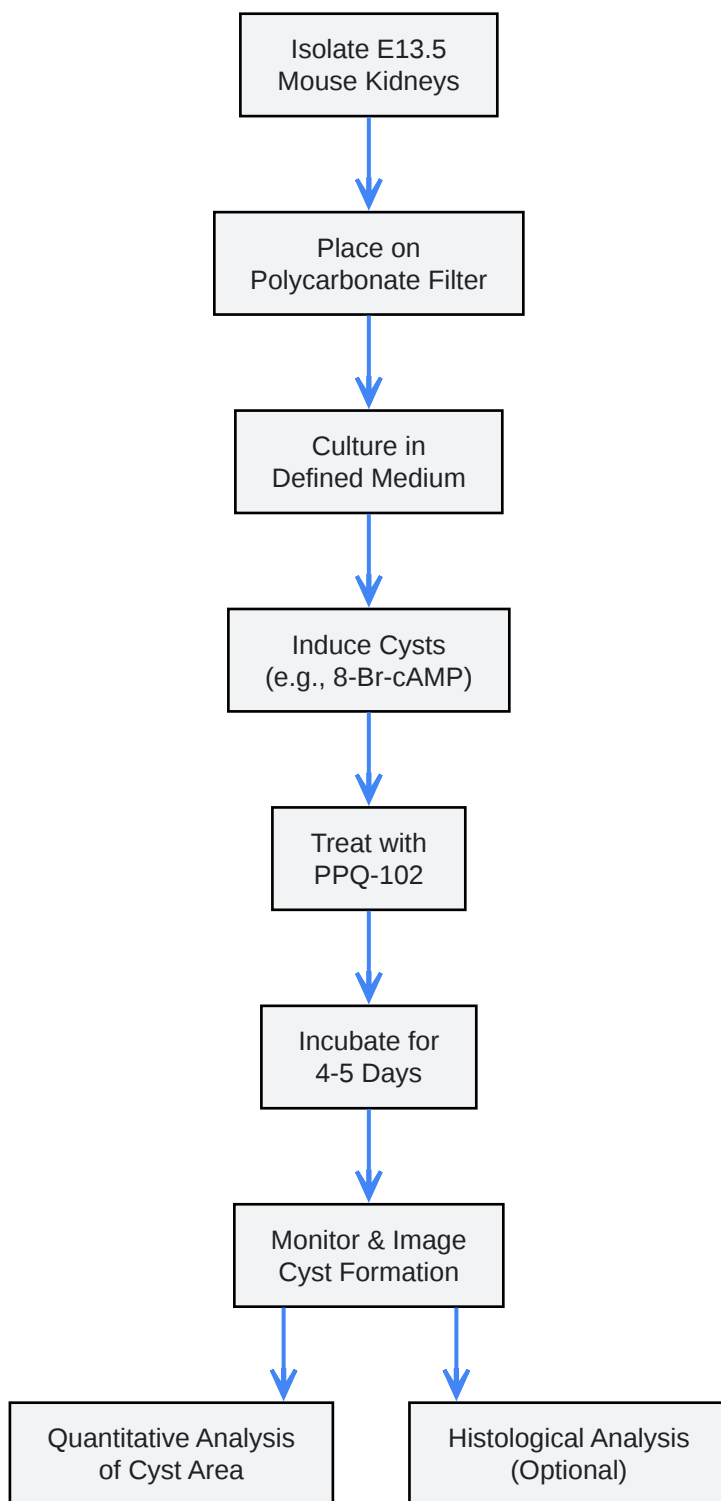 Isolate E13.5
Mouse Kidneys
Place on
Polycarbonate Filter
Culture in
Defined Medium
Induce Cysts
(e.g., 8-Br-cAMP)
Treat with
PPQ-102
Incubate for
4-5 Days
Monitor & Image
Cyst Formation
Quantitative Analysis
of Cyst Area
Histological Analysis
(Optional)